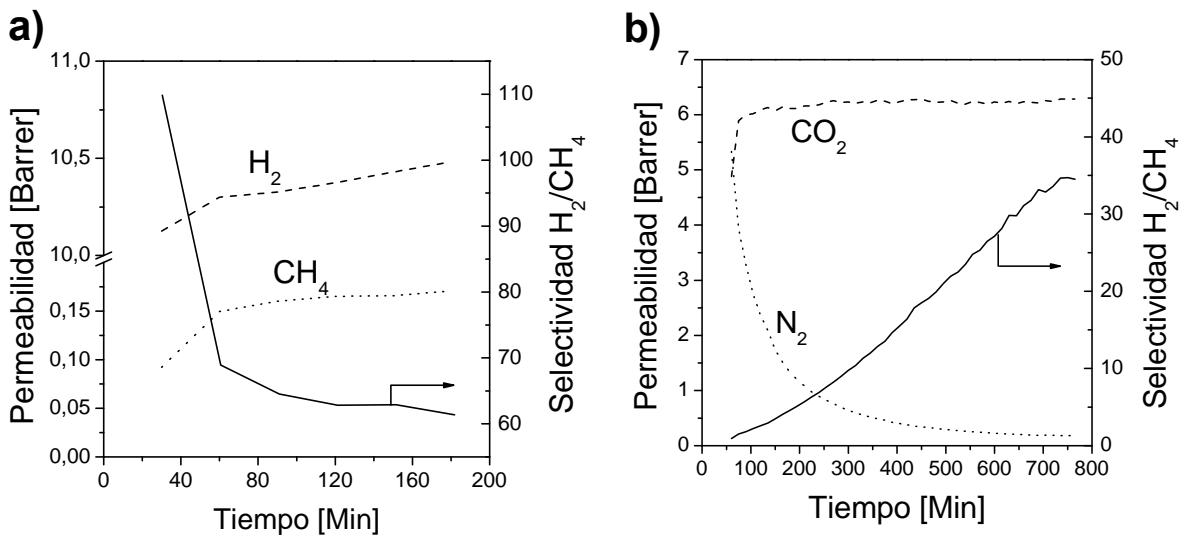 a)
11,0
10,5
10,0
0,15
0,10
0,05
0,00
Permeabilidad [Barrer]
H2
CH4
110
100
90
80
70
60
Selectividad H2/CH4
0 40 80 120 160 200
Tiempo [Min]
b)
7
6
5
4
3
2
1
0
Permeabilidad [Barrer]
CO2
N2
50
40
30
20
10
0
Selectividad H2/CH4
0 100 200 300 400 500 600 700 800
Tiempo [Min]